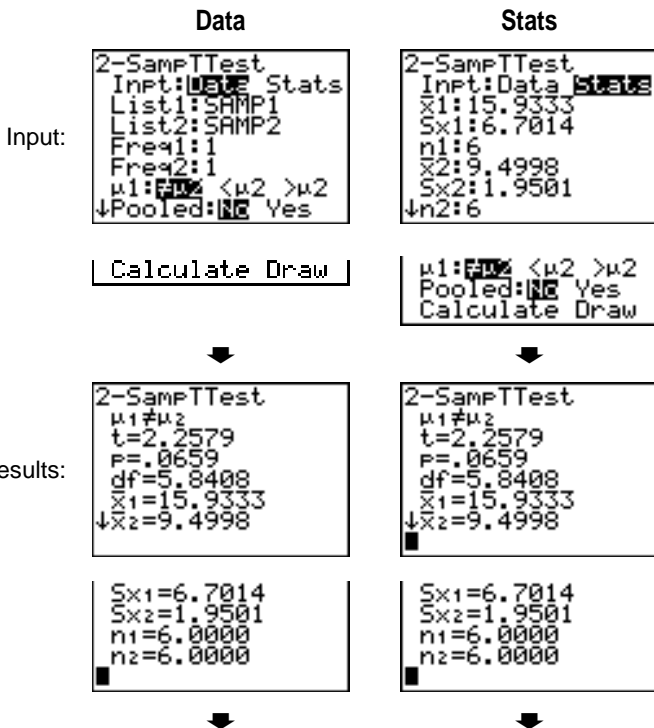 Data
Stats
Input:
2-SampTTest
Inpt:Data Stats
List1:SAMP1
List2:SAMP2
Freq1:1
Freq2:1
μ1:≠μ2 <μ2 >μ2
↓Pooled:No Yes
Calculate Draw
2-SampTTest
Inpt:Data Stats
x̄1:15.9333
Sx1:6.7014
n1:6
x̄2:9.4998
Sx2:1.9501
↓n2:6
μ1:≠μ2 <μ2 >μ2
Pooled:No Yes
Calculate Draw
esults:
2-SampTTest
μ1≠μ2
t=2.2579
p=.0659
df=5.8408
x̄1=15.9333
↓x̄2=9.4998
Sx1=6.7014
Sx2=1.9501
n1=6.0000
n2=6.0000
2-SampTTest
μ1≠μ2
t=2.2579
p=.0659
df=5.8408
x̄1=15.9333
↓x̄2=9.4998
Sx1=6.7014
Sx2=1.9501
n1=6.0000
n2=6.0000